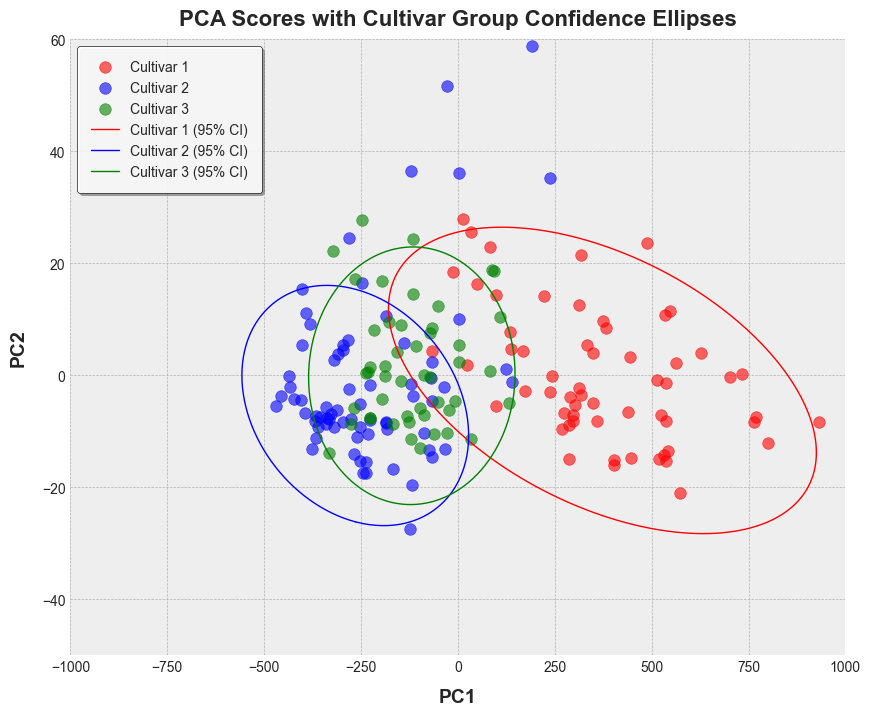 PCA Scores with Cultivar Group Confidence Ellipses
Cultivar 1
Cultivar 2
Cultivar 3
Cultivar 1 (95% CI)
Cultivar 2 (95% CI)
Cultivar 3 (95% CI)
60
40
20
0
−20
−40
PC2
−1000
−750
−500
−250
0
250
500
750
1000
PC1